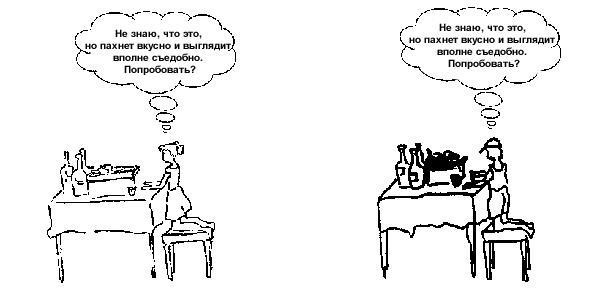 Не знаю, что это,
но пахнет вкусно и выглядит
вполне съедобно.
Попробовать?
Не знаю, что это,
но пахнет вкусно и выглядит
вполне съедобно.
Попробовать?